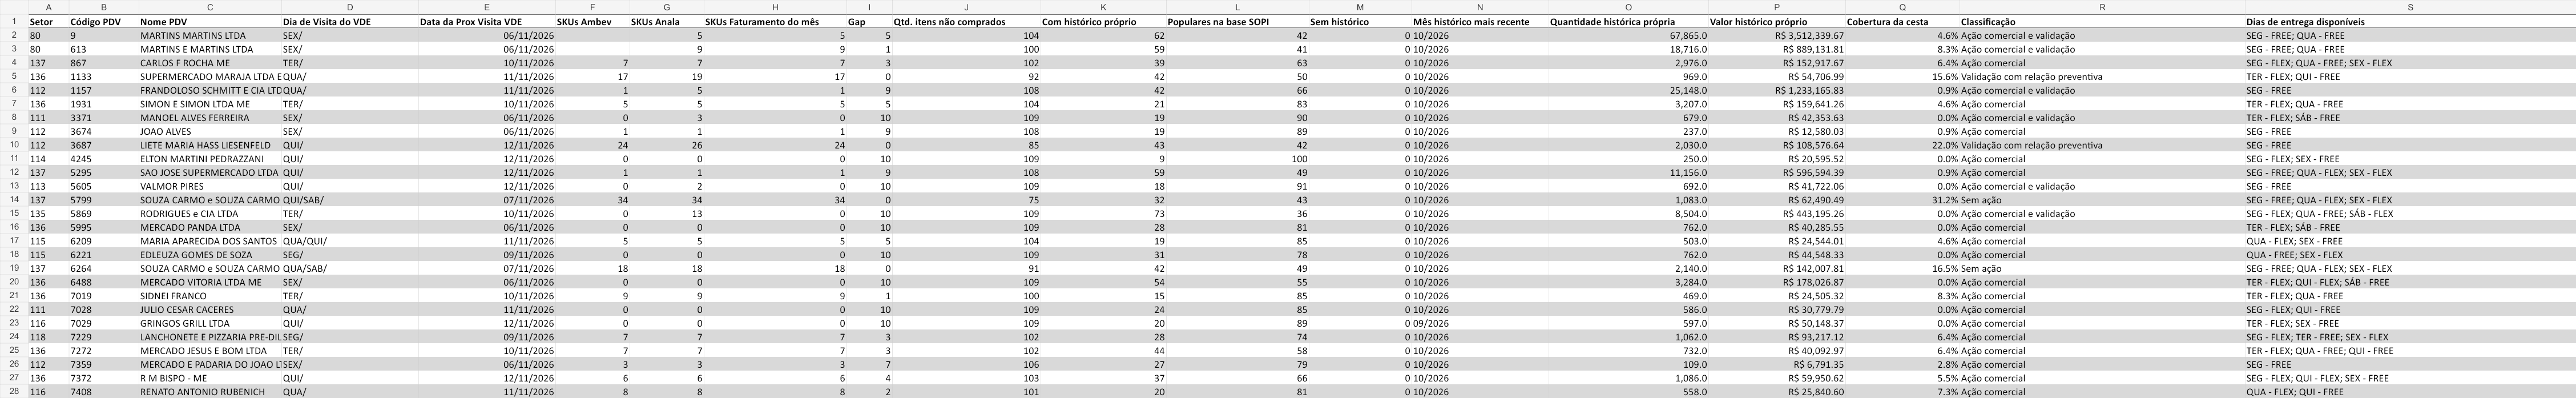 A B C D E F G H I J K L M N O P Q R S
1 Setor Código PDV Nome PDV Dia de Visita do VDE Data da Prox Visita VDE SKUs Ambev SKUs Anala SKUs Faturamento do mês Gap Qtd. itens não comprados Com histórico próprio Populares na base SOPI Sem histórico Mês histórico mais recente Quantidade histórica própria Valor histórico próprio Cobertura da cesta Classificação Dias de entrega disponíveis
2 80 9 MARTINS MARTINS LTDA SEX/ 06/11/2026 5 5 5 104 62 42 0 10/2026 67,865.0 R$ 3,512,339.67 4.6% Ação comercial e validação SEG - FREE; QUA - FREE
3 80 613 MARTINS E MARTINS LTDA SEX/ 06/11/2026 9 9 1 100 59 41 0 10/2026 18,716.0 R$ 889,131.81 8.3% Ação comercial e validação SEG - FREE; QUA - FREE
4 137 867 CARLOS F ROCHA ME TER/ 10/11/2026 7 7 7 3 102 39 63 0 10/2026 2,976.0 R$ 152,917.67 6.4% Ação comercial SEG - FLEX; QUA - FREE; SEX - FLEX
5 136 1133 SUPERMERCADO MARAJA LTDA E QUA/ 11/11/2026 17 19 17 0 92 42 50 0 10/2026 969.0 R$ 54,706.99 15.6% Validação com relação preventiva TER - FLEX; QUI - FREE
6 112 1157 FRANDOLOSO SCHMITT E CIA LTD QUA/ 11/11/2026 1 5 1 9 108 42 66 0 10/2026 25,148.0 R$ 1,233,165.83 0.9% Ação comercial e validação SEG - FREE
7 136 1931 SIMON E SIMON LTDA ME TER/ 10/11/2026 5 5 5 5 104 21 83 0 10/2026 3,207.0 R$ 159,641.26 4.6% Ação comercial TER - FLEX; QUA - FREE
8 111 3371 MANOEL ALVES FERREIRA SEX/ 06/11/2026 0 3 0 10 109 19 90 0 10/2026 679.0 R$ 42,353.63 0.0% Ação comercial e validação TER - FLEX; SÁB - FREE
9 112 3674 JOAO ALVES SEX/ 06/11/2026 1 1 1 9 108 19 89 0 10/2026 237.0 R$ 12,580.03 0.9% Ação comercial SEG - FREE
10 112 3687 LIETE MARIA HASS LIESENFELD QUI/ 12/11/2026 24 26 24 0 85 43 42 0 10/2026 2,030.0 R$ 108,576.64 22.0% Validação com relação preventiva SEG - FREE
11 114 4245 ELTON MARTINI PEDRAZZANI QUI/ 12/11/2026 0 0 0 10 109 9 100 0 10/2026 250.0 R$ 20,595.52 0.0% Ação comercial SEG - FLEX; SEX - FREE
12 137 5295 SAO JOSE SUPERMERCADO LTDA QUI/ 12/11/2026 1 1 1 9 108 59 49 0 10/2026 11,156.0 R$ 596,594.39 0.9% Ação comercial SEG - FREE; QUA - FLEX; SEX - FLEX
13 113 5605 VALMOR PIRES QUI/ 12/11/2026 0 2 0 10 109 18 91 0 10/2026 692.0 R$ 41,722.06 0.0% Ação comercial e validação SEG - FREE
14 137 5799 SOUZA CARMO e SOUZA CARMO QUI/SAB/ 07/11/2026 34 34 34 0 75 32 43 0 10/2026 1,083.0 R$ 62,490.49 31.2% Sem ação SEG - FREE; QUA - FLEX; SEX - FLEX
15 135 5869 RODRIGUES e CIA LTDA TER/ 10/11/2026 0 13 0 10 109 73 36 0 10/2026 8,504.0 R$ 443,195.26 0.0% Ação comercial e validação SEG - FLEX; QUA - FREE; SÁB - FLEX
16 136 5995 MERCADO PANDA LTDA SEX/ 06/11/2026 0 0 0 10 109 28 81 0 10/2026 762.0 R$ 40,285.55 0.0% Ação comercial TER - FLEX; SÁB - FREE
17 115 6209 MARIA APARECIDA DOS SANTOS QUA/QUI/ 11/11/2026 5 5 5 5 104 19 85 0 10/2026 503.0 R$ 24,544.01 4.6% Ação comercial QUA - FLEX; SEX - FREE
18 115 6221 EDLEUZA GOMES DE SOZA SEG/ 09/11/2026 0 0 0 10 109 31 78 0 10/2026 762.0 R$ 44,548.33 0.0% Ação comercial QUA - FREE; SEX - FLEX
19 137 6264 SOUZA CARMO e SOUZA CARMO QUA/SAB/ 07/11/2026 18 18 18 0 91 42 49 0 10/2026 2,140.0 R$ 142,007.81 16.5% Sem ação SEG - FREE; QUA - FLEX; SEX - FLEX
20 136 6488 MERCADO VITORIA LTDA ME SEX/ 06/11/2026 0 0 0 10 109 54 55 0 10/2026 3,284.0 R$ 178,026.87 0.0% Ação comercial TER - FLEX; QUI - FLEX; SÁB - FREE
21 136 7019 SIDNEI FRANCO TER/ 10/11/2026 9 9 9 1 100 15 85 0 10/2026 469.0 R$ 24,505.32 8.3% Ação comercial TER - FLEX; QUA - FREE
22 111 7028 JULIO CESAR CACERES QUA/ 11/11/2026 0 0 0 10 109 24 85 0 10/2026 586.0 R$ 30,779.79 0.0% Ação comercial SEG - FLEX; QUI - FREE
23 116 7029 GRINGOS GRILL LTDA QUI/ 12/11/2026 0 0 0 10 109 20 89 0 09/2026 597.0 R$ 50,148.37 0.0% Ação comercial TER - FLEX; SEX - FREE
24 118 7229 LANCHONETE E PIZZARIA PRE-DIL SEG/ 09/11/2026 7 7 7 3 102 28 74 0 10/2026 1,062.0 R$ 93,217.12 6.4% Ação comercial SEG - FLEX; TER - FREE; SEX - FLEX
25 136 7272 MERCADO JESUS E BOM LTDA TER/ 10/11/2026 7 7 7 3 102 44 58 0 10/2026 732.0 R$ 40,092.97 6.4% Ação comercial TER - FLEX; QUA - FREE; QUI - FREE
26 112 7359 MERCADO E PADARIA DO JOAO LT SEX/ 06/11/2026 3 3 3 7 106 27 79 0 10/2026 109.0 R$ 6,791.35 2.8% Ação comercial SEG - FREE
27 136 7372 R M BISPO - ME QUI/ 12/11/2026 6 6 6 4 103 37 66 0 10/2026 1,086.0 R$ 59,950.62 5.5% Ação comercial SEG - FLEX; QUI - FLEX; SEX - FREE
28 116 7408 RENATO ANTONIO RUBENICH QUA/ 11/11/2026 8 8 8 2 101 20 81 0 10/2026 558.0 R$ 25,840.60 7.3% Ação comercial QUA - FLEX; QUI - FREE